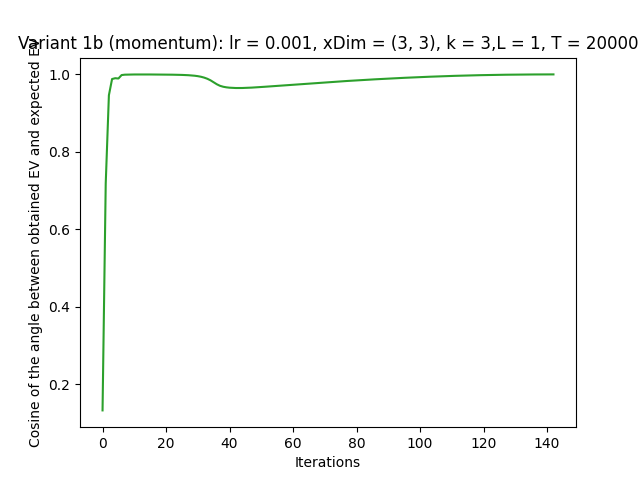 Variant 1b (momentum): lr = 0.001, xDim = (3, 3), k = 3,L = 1, T = 20000
Cosine of the angle between obtained EV and expected EV
1.0
0.8
0.6
0.4
0.2
0 20 40 60 80 100 120 140
Iterations